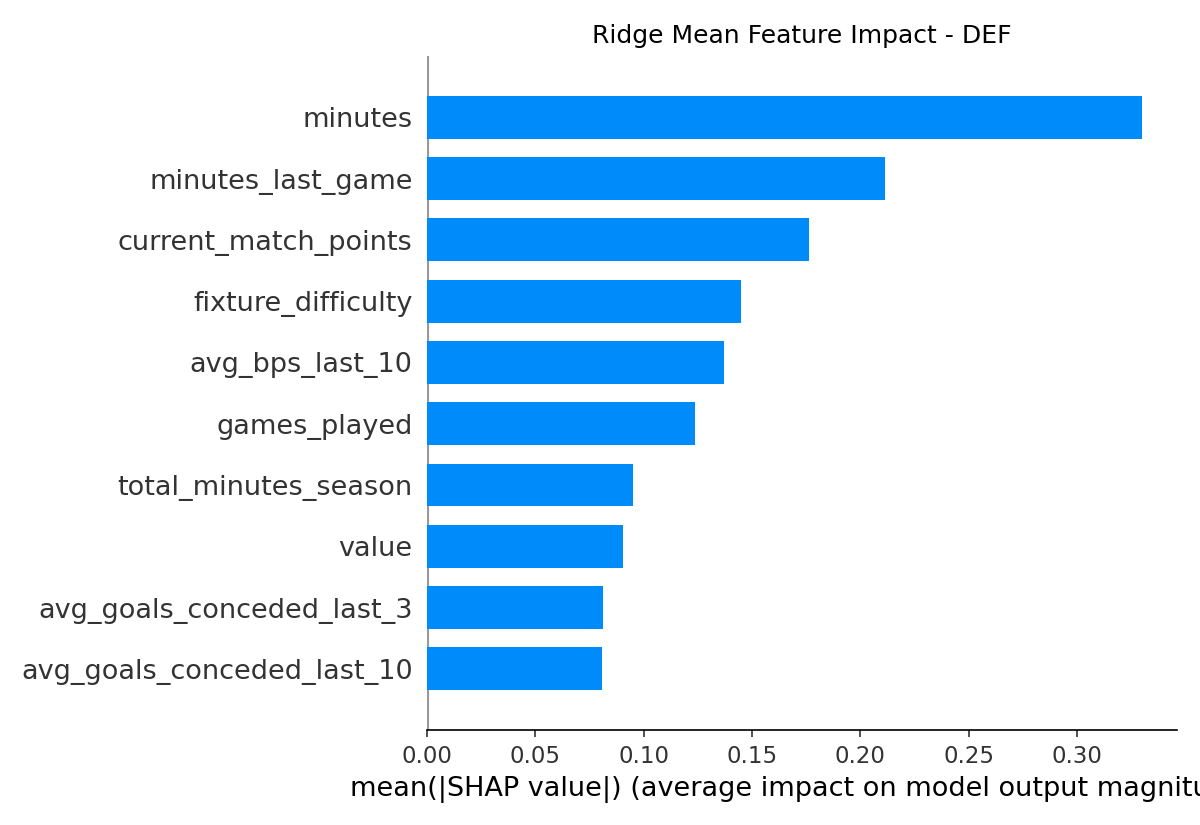 Ridge Mean Feature Impact - DEF
minutes
minutes_last_game
current_match_points
fixture_difficulty
avg_bps_last_10
games_played
total_minutes_season
value
avg_goals_conceded_last_3
avg_goals_conceded_last_10
0.00 0.05 0.10 0.15 0.20 0.25 0.30
mean(|SHAP value|) (average impact on model output magnitu